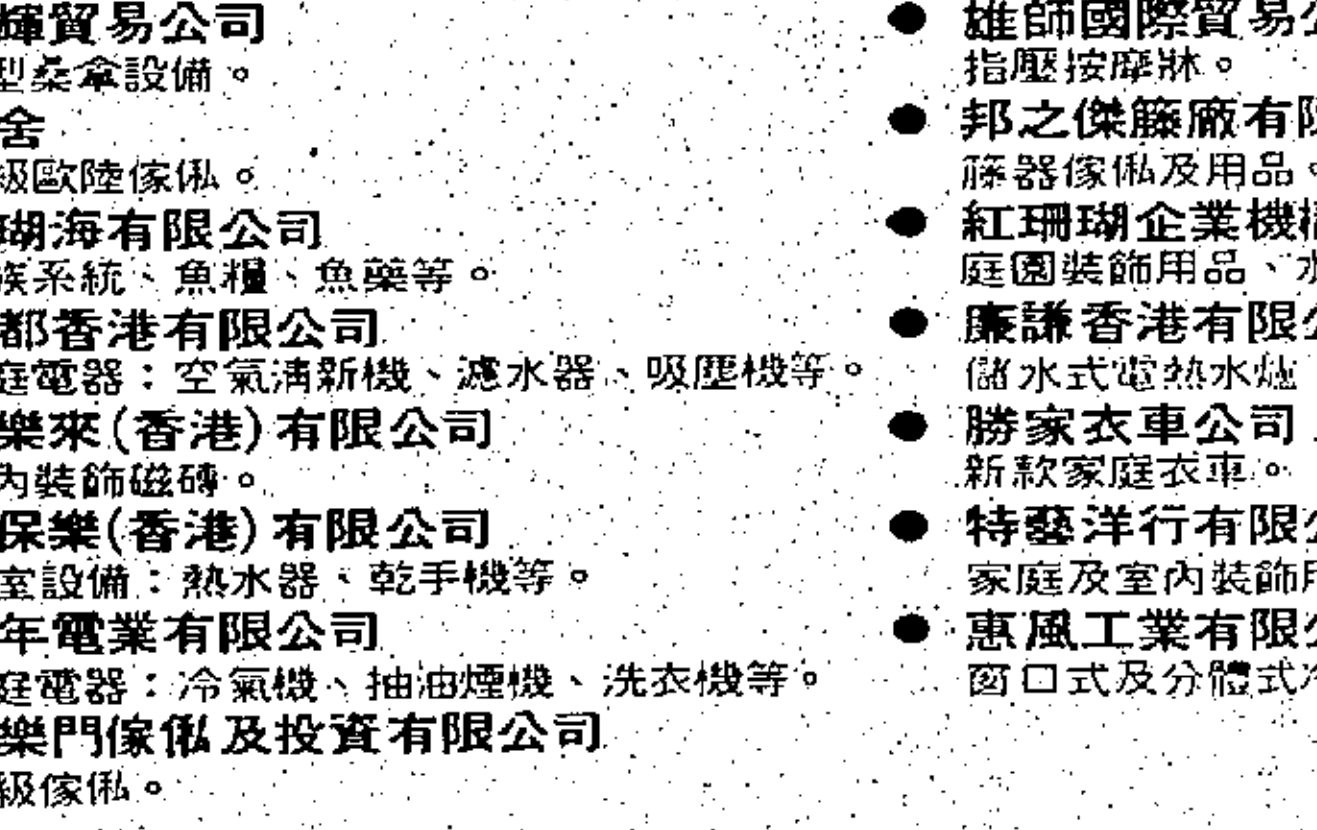 輝貿易公司
型桑拿設備。
舍
級歐陸傢俬。
瑚海有限公司
族系統、魚糧、魚藥等。
都香港有限公司
庭電器：空氣清新機、濾水器、吸塵機等。
樂來(香港)有限公司
內裝飾磁磚。
保樂(香港)有限公司
室設備：熱水器、乾手機等。
年電業有限公司
庭電器：冷氣機、抽油煙機、洗衣機等。
樂門傢俬及投資有限公司
級傢俬。
● 雄師國際貿易公
指壓按摩牀。
● 邦之傑籐廠有限
籐器傢俬及用品。
● 紅珊瑚企業機構
庭園裝飾用品、水
● 廉謙香港有限公
儲水式電熱水爐
● 勝家衣車公司
新款家庭衣車。
● 特藝洋行有限公
家庭及室內裝飾用
● 惠風工業有限公
窗口式及分體式冷